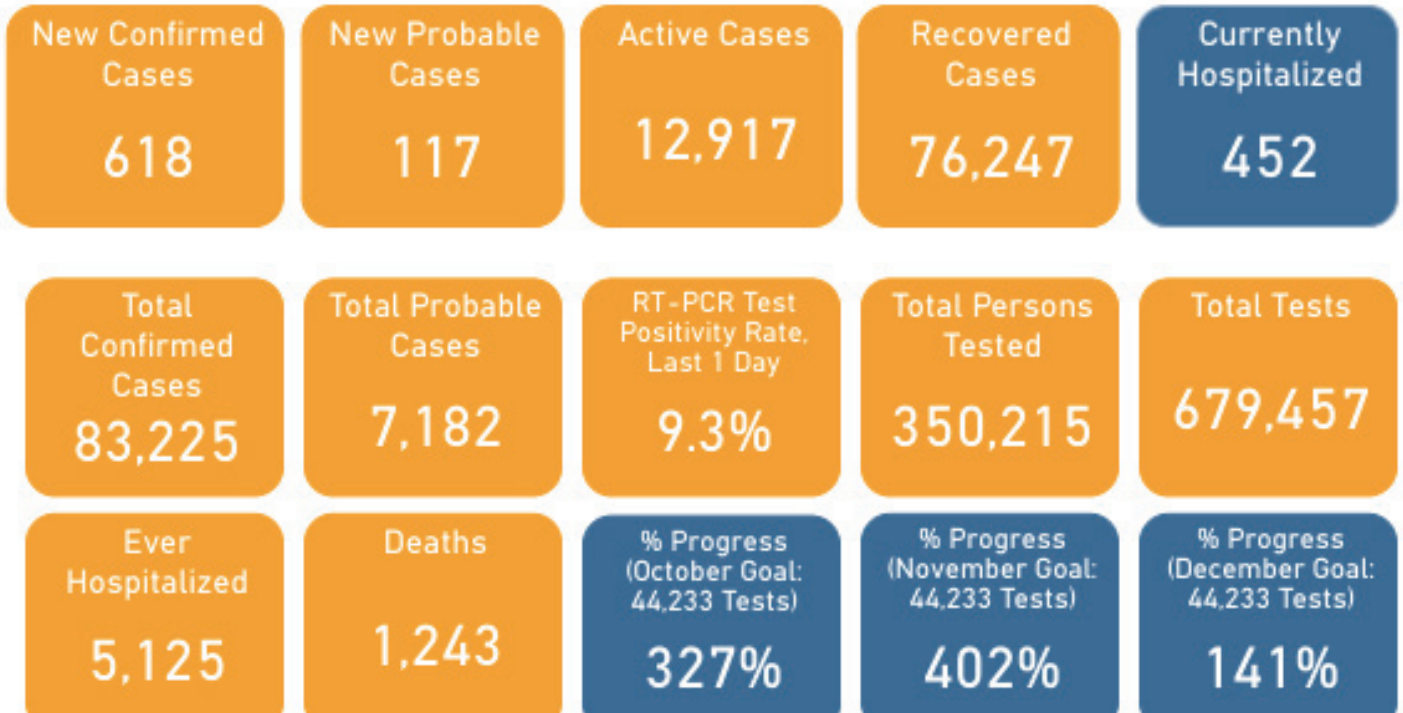 New Confirmed
Cases
618
New Probable
Cases
117
Active Cases
12,917
Recovered
Cases
76,247
Currently
Hospitalized
452
Total
Confirmed
Cases
83,225
Total Probable
Cases
7,182
RT-PCR Test
Positivity Rate,
Last 1 Day
9.3%
Total Persons
Tested
350,215
Total Tests
679,457
Ever
Hospitalized
5,125
Deaths
1,243
% Progress
(October Goal:
44,233 Tests)
327%
% Progress
(November Goal:
44,233 Tests)
402%
% Progress
(December Goal:
44,233 Tests)
141%